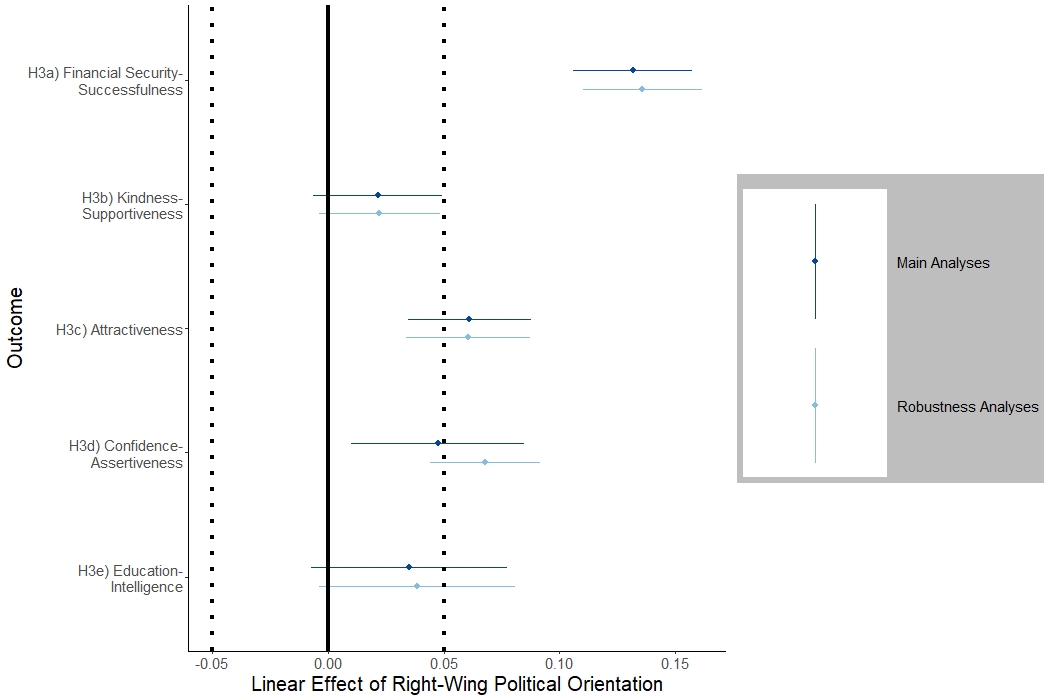 H3a) Financial Security-
Successfulness
H3b) Kindness-
Supportiveness
H3c) Attractiveness
H3d) Confidence-
Assertiveness
H3e) Education-
Intelligence
Outcome
-0.05
0.00
0.05
0.10
0.15
Linear Effect of Right-Wing Political Orientation
Main Analyses
Robustness Analyses